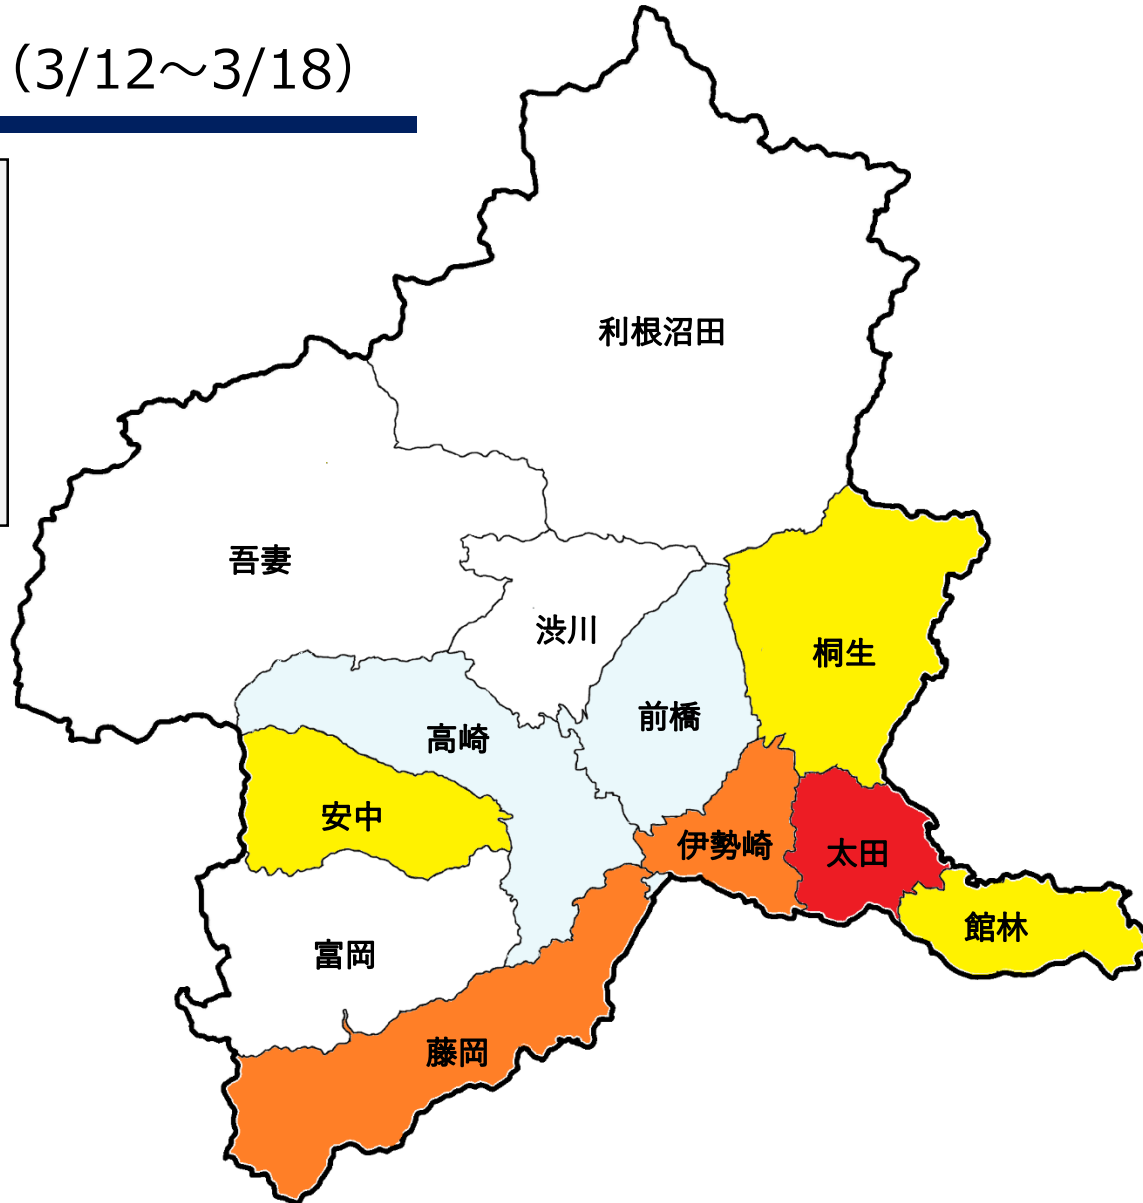 （3/12～3/18）
利根沼田
吾妻
渋川
桐生
前橋
高崎
安中
伊勢崎
太田
館林
富岡
藤岡